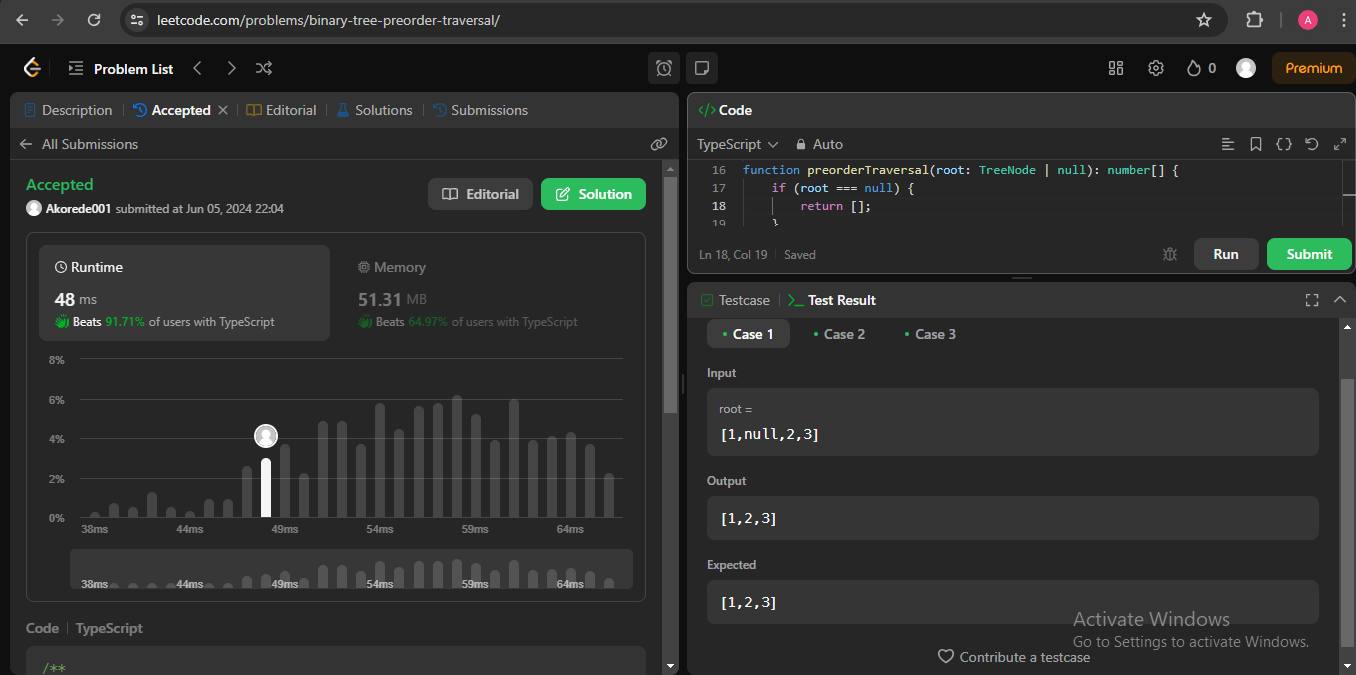 leetcode.com/problems/binary-tree-preorder-traversal/
A
Problem List
0
Premium
Description
Accepted
Editorial
Solutions
Submissions
All Submissions
Accepted
Akorede001 submitted at Jun 05, 2024 22:04
Editorial
Solution
Runtime
48 ms
Beats 91.71% of users with TypeScript
Memory
51.31 MB
Beats 64.97% of users with TypeScript
8%
6%
4%
2%
0%
38ms 44ms 49ms 54ms 59ms 64ms
38ms 44ms 49ms 54ms 59ms 64ms
Code | TypeScript
/**
</> Code
TypeScript
Auto
16 function preorderTraversal(root: TreeNode | null): number[] {
17 if (root === null) {
18 return [];
19 }
Ln 18, Col 19 | Saved
Run
Submit
Testcase
>_ Test Result
Case 1
Case 2
Case 3
Input
root =
[1,null,2,3]
Output
[1,2,3]
Expected
[1,2,3]
Activate Windows
Go to Settings to activate Windows.
Contribute a testcase